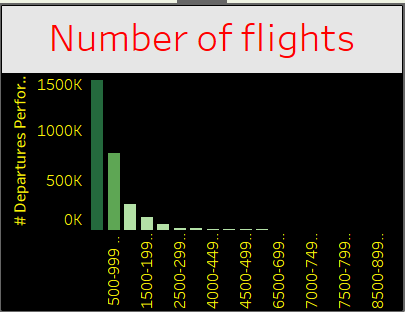 Number of flights
# Departures Perfor..
1500K
1000K
500K
0K
500-999 ..
1500-199..
2500-299..
4000-449..
4500-499..
6500-699..
7000-749..
7500-799..
8500-899..